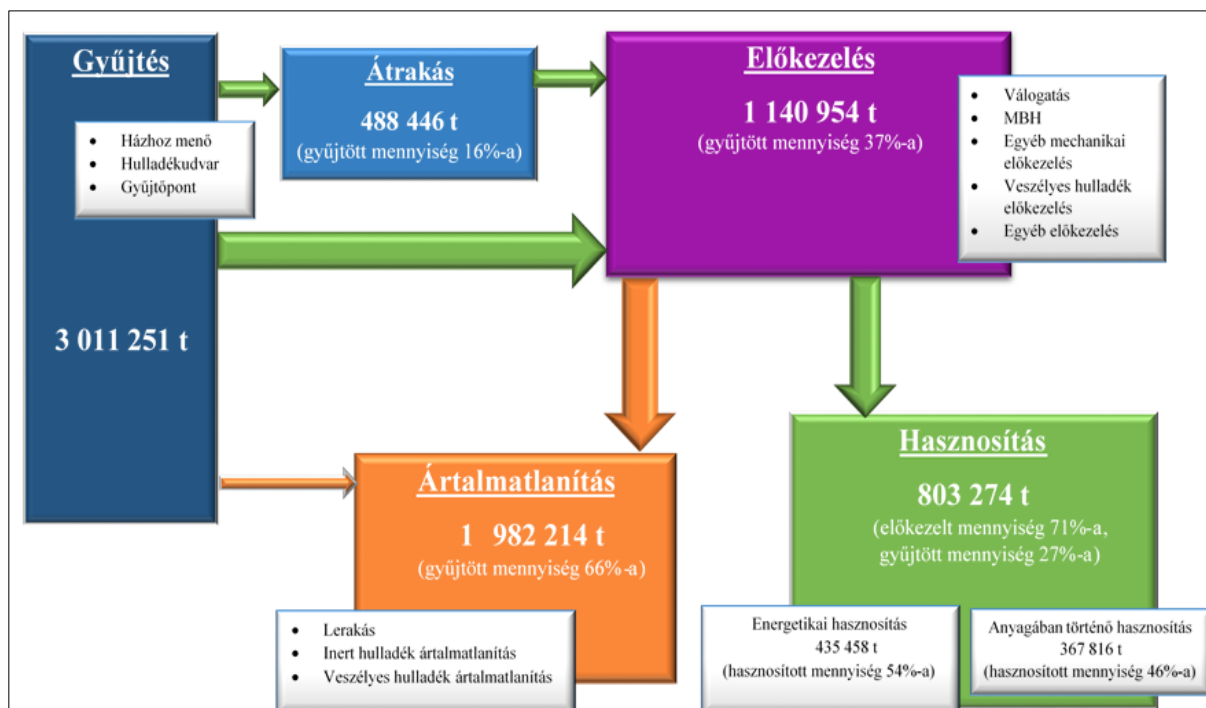 Gyűjtés
• Házhoz menő
• Hulladékudvar
• Gyűjtőpont
3 011 251 t
Átrakás
488 446 t
(gyűjtött mennyiség 16%-a)
Előkezelés
1 140 954 t
(gyűjtött mennyiség 37%-a)
• Válogatás
• MBH
• Egyéb mechanikai
előkezelés
• Veszélyes hulladék
előkezelés
• Egyéb előkezelés
Ártalmatlanítás
1 982 214 t
(gyűjtött mennyiség 66%-a)
• Lerakás
• Inert hulladék ártalmatlanítás
• Veszélyes hulladék ártalmatlanítás
Hasznosítás
803 274 t
(előkezelt mennyiség 71%-a,
gyűjtött mennyiség 27%-a)
Energetikai hasznosítás
435 458 t
(hasznosított mennyiség 54%-a)
Anyagában történő hasznosítás
367 816 t
(hasznosított mennyiség 46%-a)